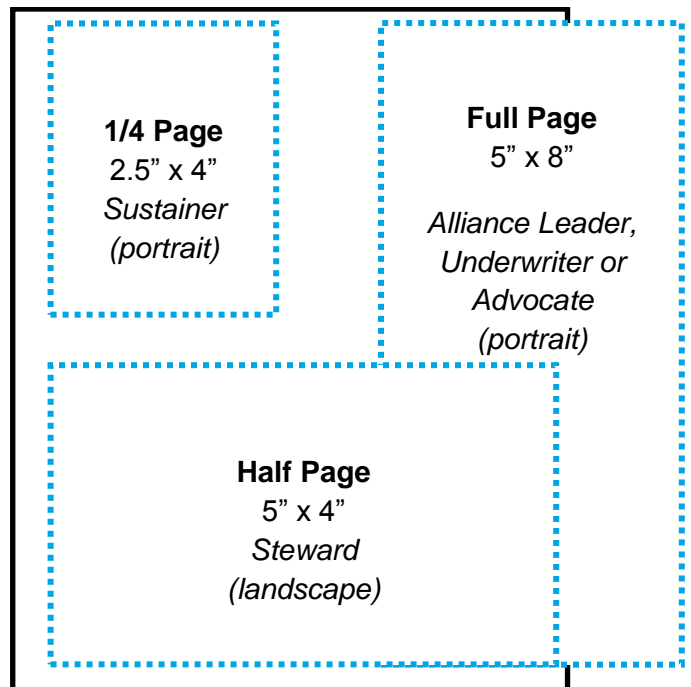 1/4 Page
2.5” x 4”
Sustainer
(portrait)
Full Page
5” x 8”
Alliance Leader,
Underwriter or
Advocate
(portrait)
Half Page
5” x 4”
Steward
(landscape)